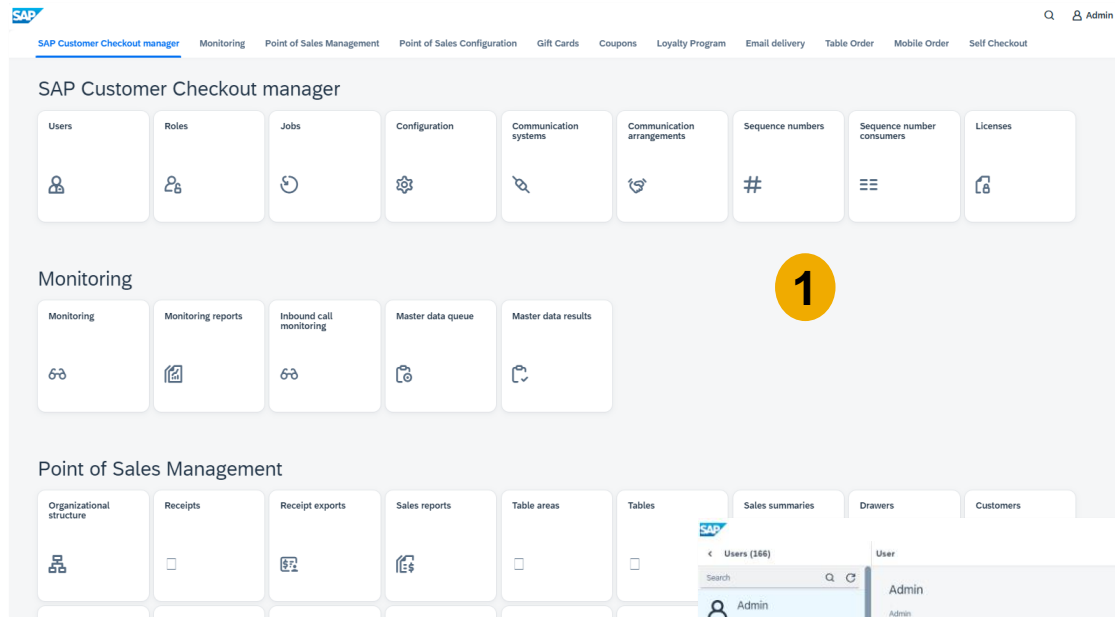 SAP
Admin
SAP Customer Checkout manager Monitoring Point of Sales Management Point of Sales Configuration Gift Cards Coupons Loyalty Program Email delivery Table Order Mobile Order Self Checkout
SAP Customer Checkout manager
Users Roles Jobs Configuration Communication systems Communication arrangements Sequence numbers Sequence number consumers Licenses
1
Monitoring
Monitoring Monitoring reports Inbound call monitoring Master data queue Master data results
Point of Sales Management
Organizational structure Receipts Receipt exports Sales reports Table areas Tables Sales summaries Drawers Customers
SAP
Users (166) User
Search
Admin
Admin
Admin